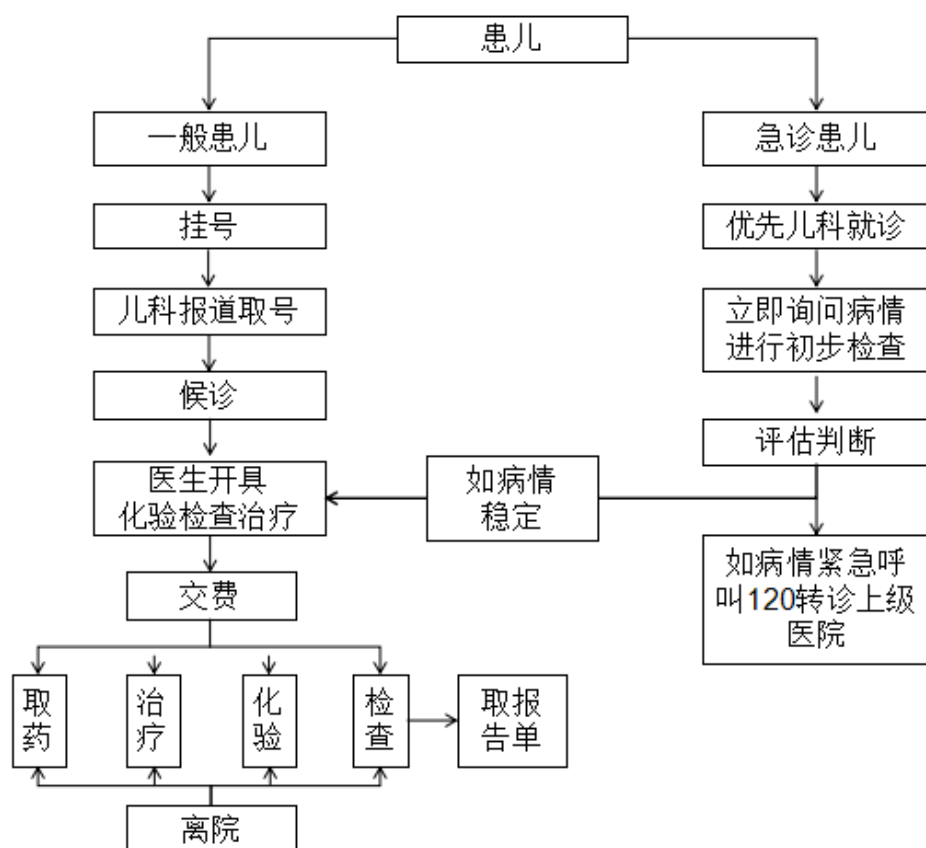 患儿
一般患儿
急诊患儿
挂号
优先儿科就诊
儿科报道取号
立即询问病情
进行初步检查
候诊
评估判断
医生开具
化验检查治疗
如病情
稳定
如病情紧急呼
叫120转诊上级
医院
交费
取药
治疗
化验
检查
取报
告单
离院